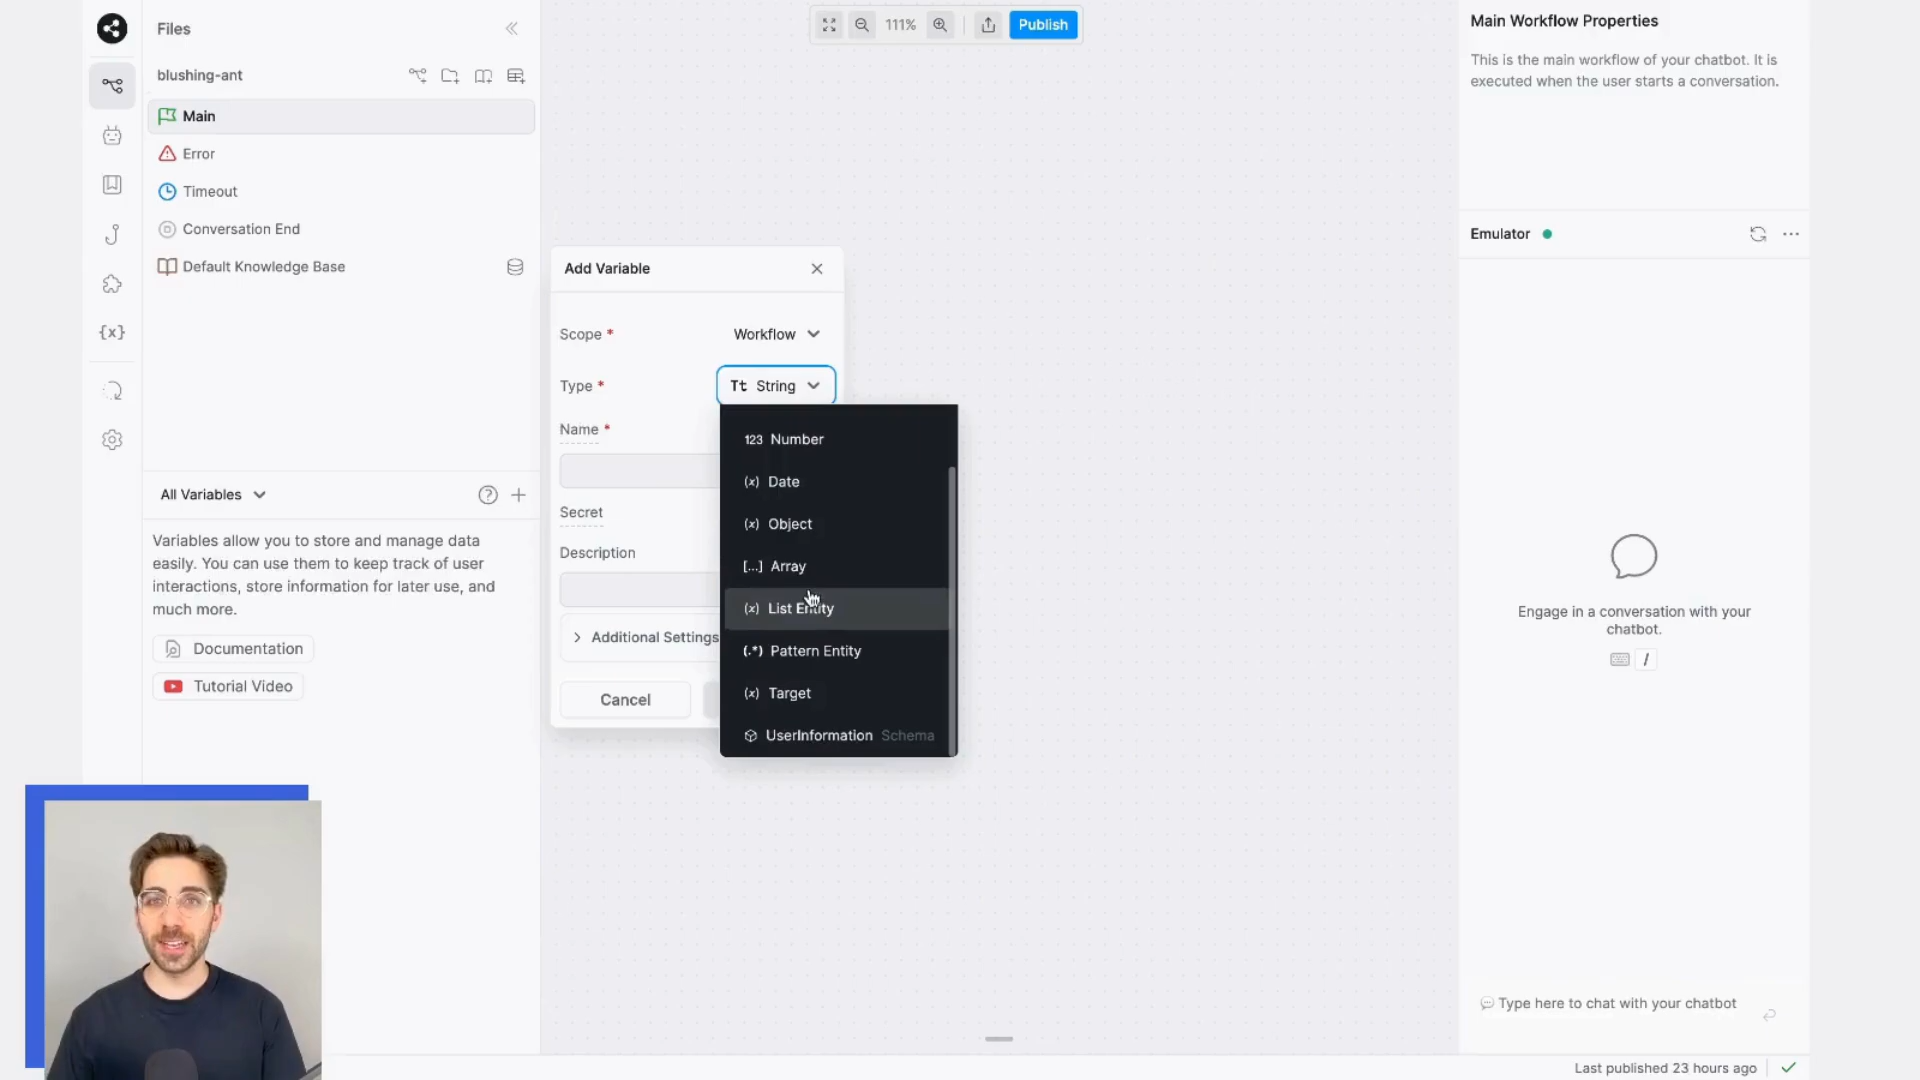 Files
blushing-ant
Main
Error
Timeout
Conversation End
Default Knowledge Base
All Variables
Variables allow you to store and manage data
easily. You can use them to keep track of user
interactions, store information for later use, and
much more.
Documentation
Tutorial Video
111%
Publish
Add Variable
Scope *
Workflow
Type *
Tt String
Name *
Secret
Description
Additional Settings
Cancel
123 Number
(x) Date
(x) Object
[...] Array
(x) List Entity
(.*) Pattern Entity
(x) Target
UserInformation Schema
Main Workflow Properties
This is the main workflow of your chatbot. It is
executed when the user starts a conversation.
Emulator
Engage in a conversation with your
chatbot.
/
Type here to chat with your chatbot
Last published 23 hours ago
{x}